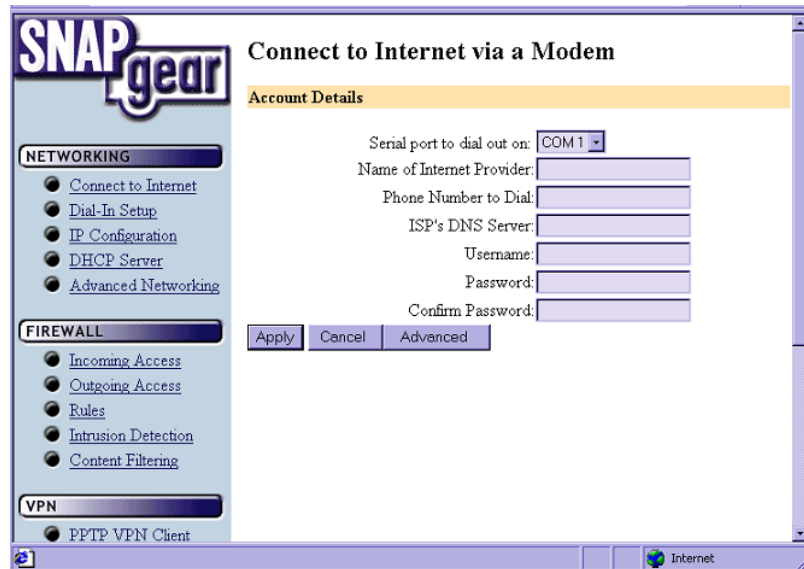 SNAP
gear
NETWORKING
Connect to Internet
Dial-In Setup
IP Configuration
DHCP Server
Advanced Networking
FIREWALL
Incoming Access
Outgoing Access
Rules
Intrusion Detection
Content Filtering
VPN
PPTP VPN Client
Connect to Internet via a Modem
Account Details
Serial port to dial out on: COM 1
Name of Internet Provider:
Phone Number to Dial:
ISP's DNS Server:
Username:
Password:
Confirm Password:
Apply Cancel Advanced
Internet